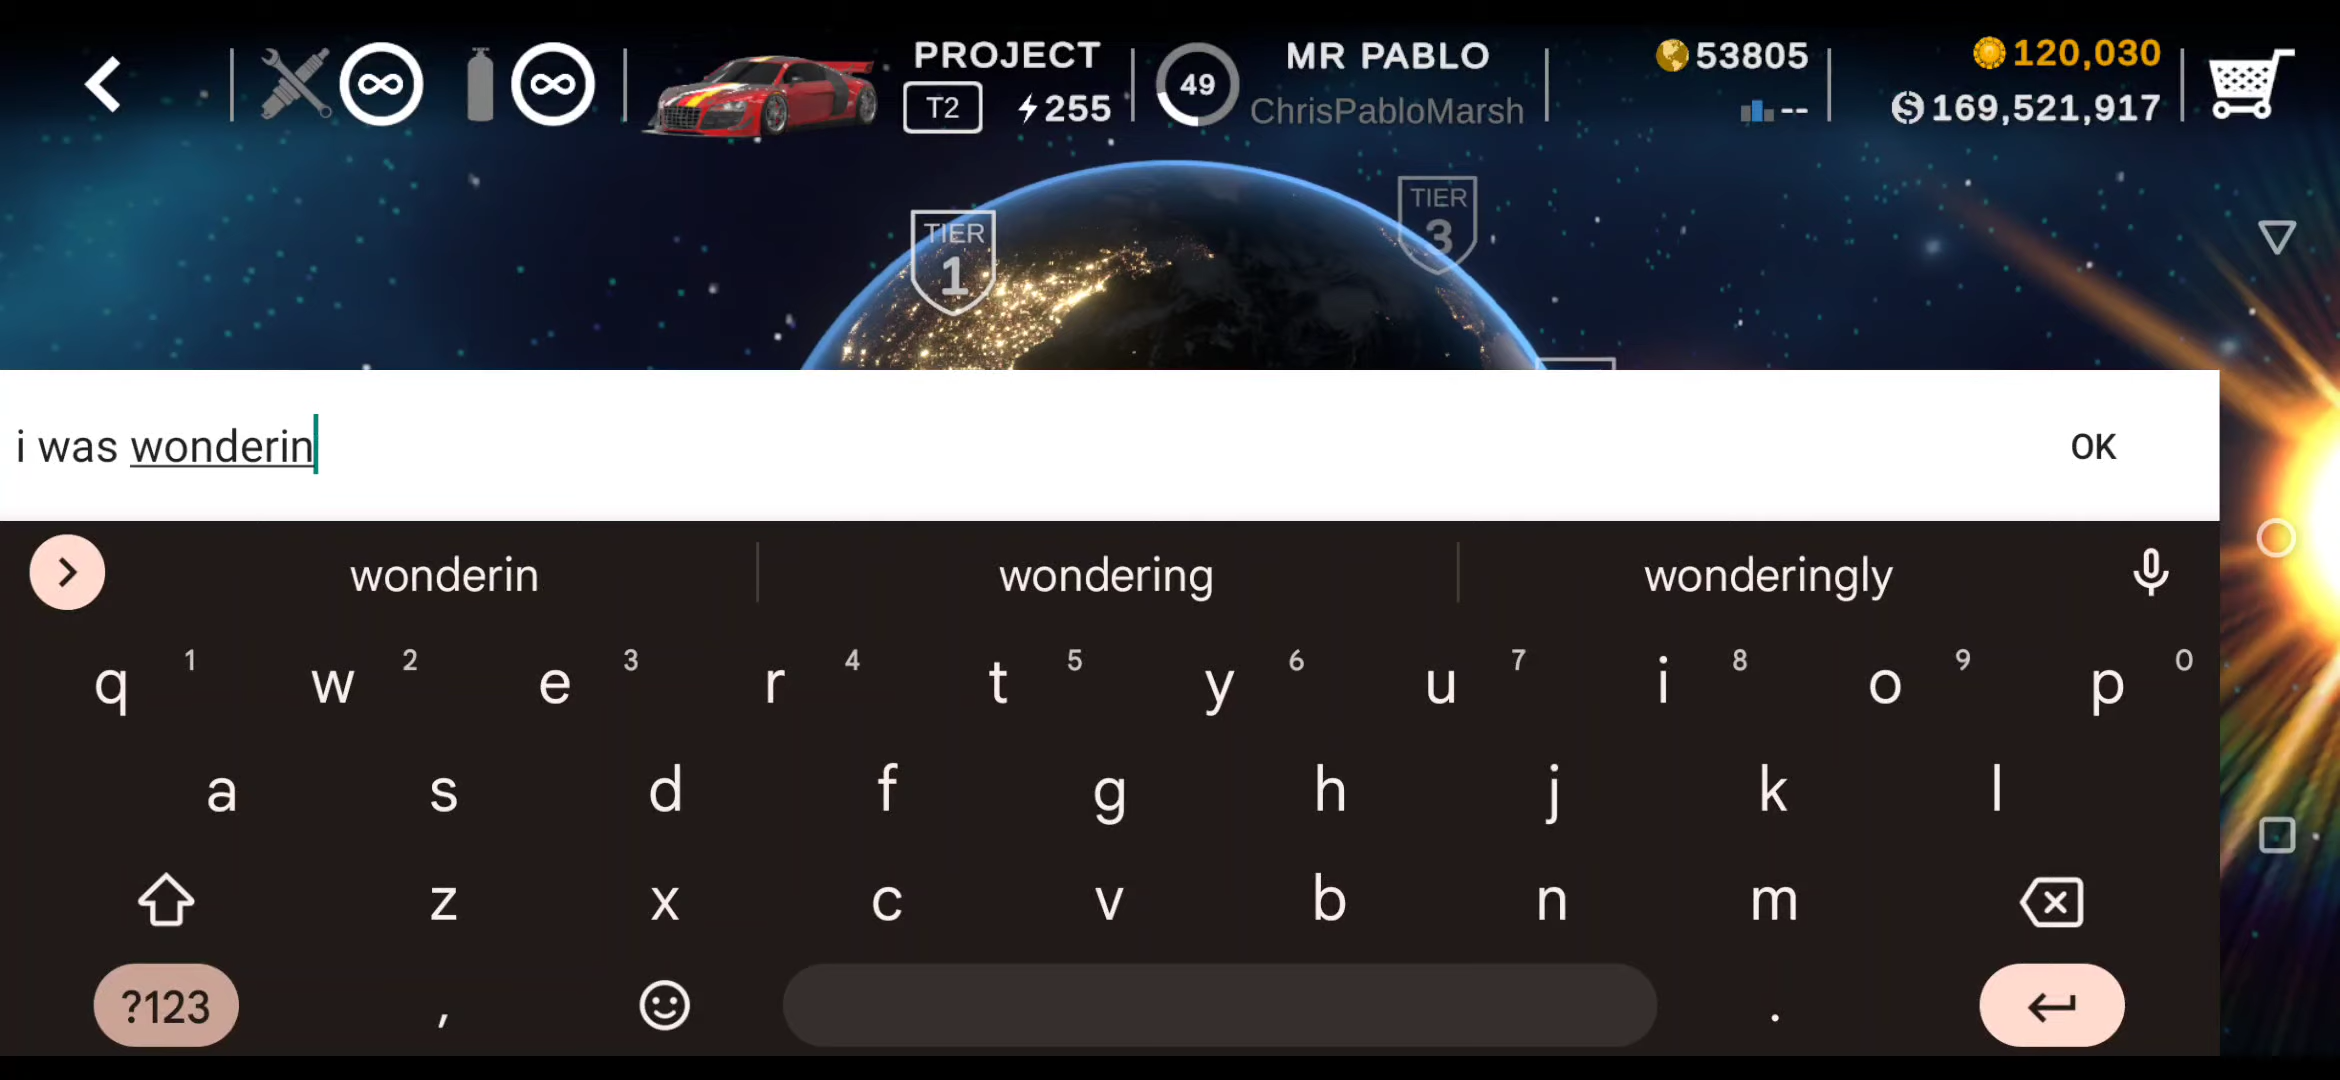 PROJECT
T2 255
49
MR PABLO
ChrisPabloMarsh
53805
--
120,030
169,521,917
TIER
1
TIER
3
i was wonderin
OK
wonderin wondering wonderingly
q 1 w 2 e 3 r 4 t 5 y 6 u 7 i 8 o 9 p 0
a s d f g h j k l
z x c v b n m
?123 , .